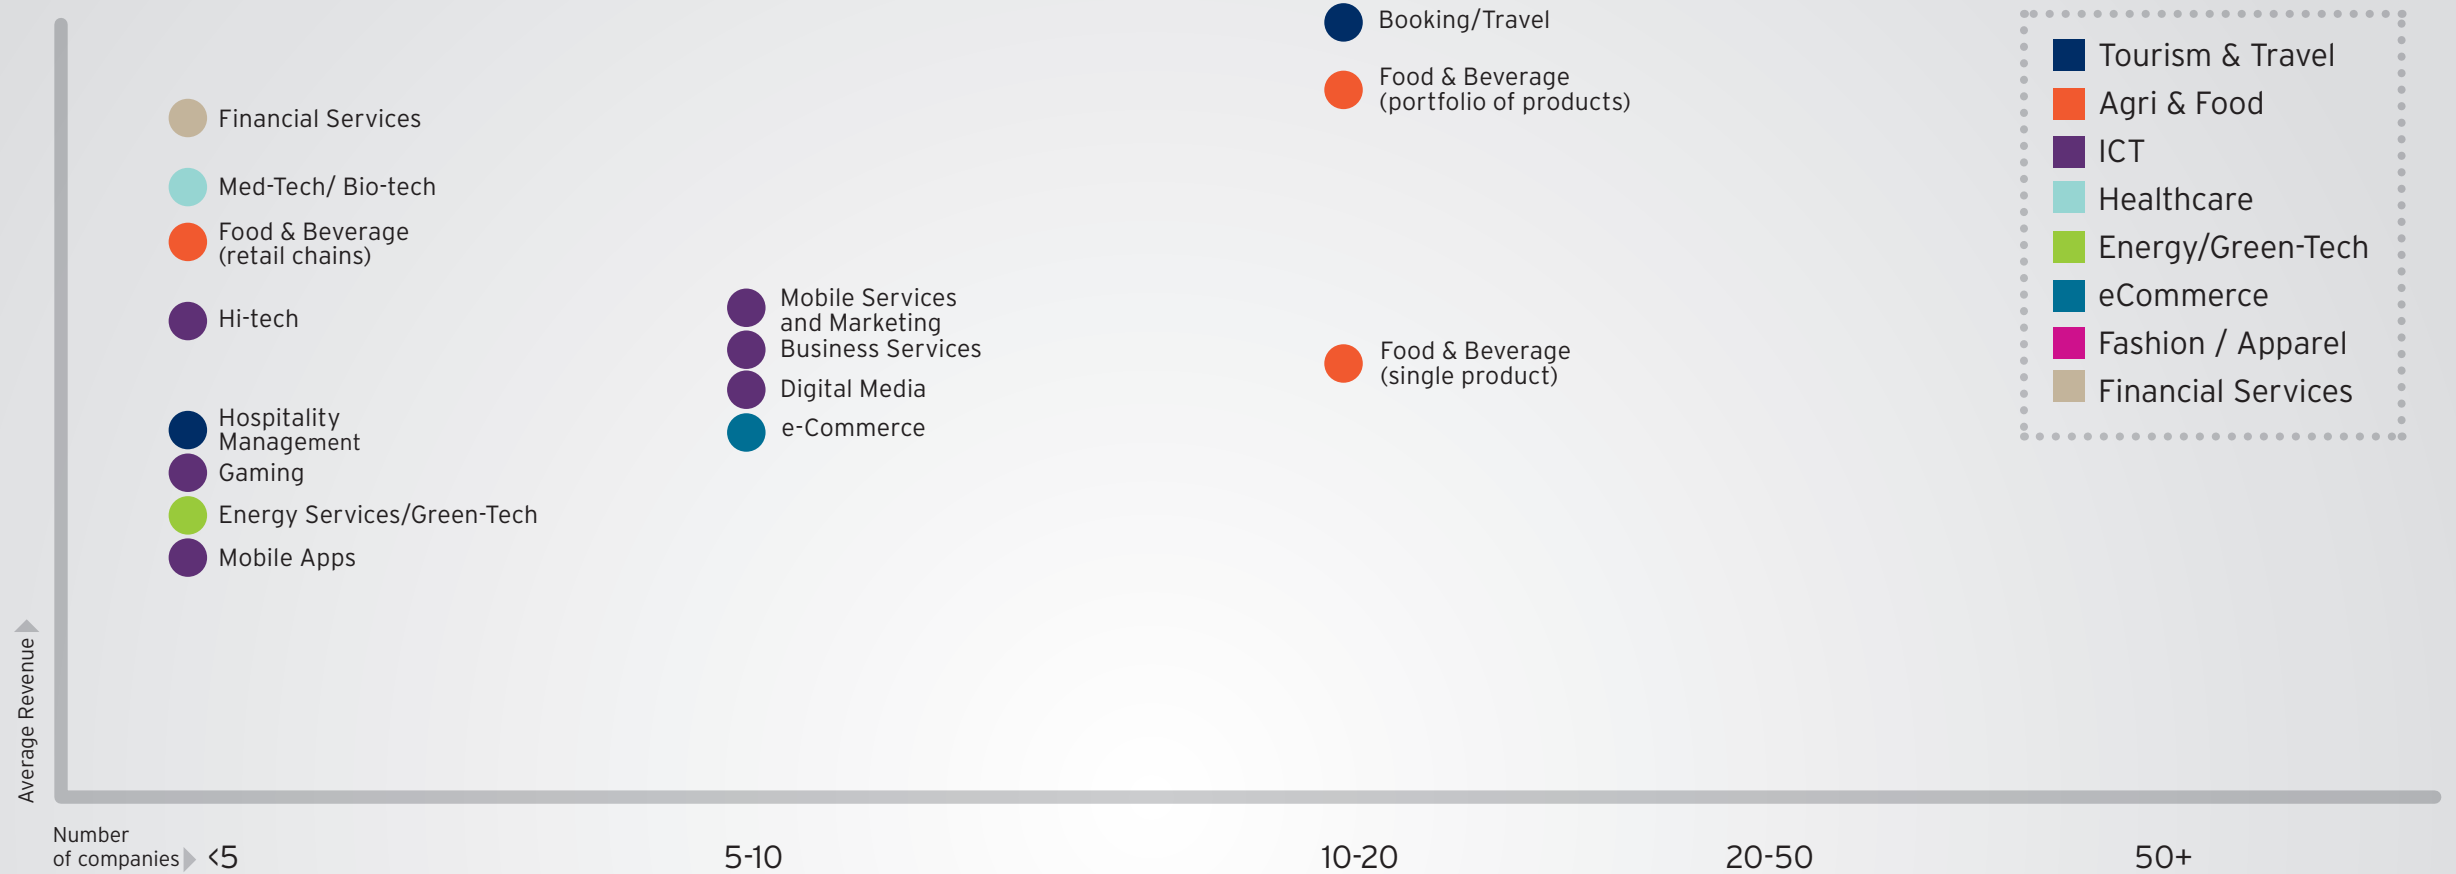 Booking/Travel
Food & Beverage
(portfolio of products)
Financial Services
Med-Tech/ Bio-tech
Food & Beverage
(retail chains)
Hi-tech
Hospitality
Management
Gaming
Energy Services/Green-Tech
Mobile Apps
Mobile Services
and Marketing
Business Services
Digital Media
e-Commerce
Food & Beverage
(single product)
Tourism & Travel
Agri & Food
ICT
Healthcare
Energy/Green-Tech
eCommerce
Fashion / Apparel
Financial Services
Average Revenue
Number
of companies
<5
5-10
10-20
20-50
50+